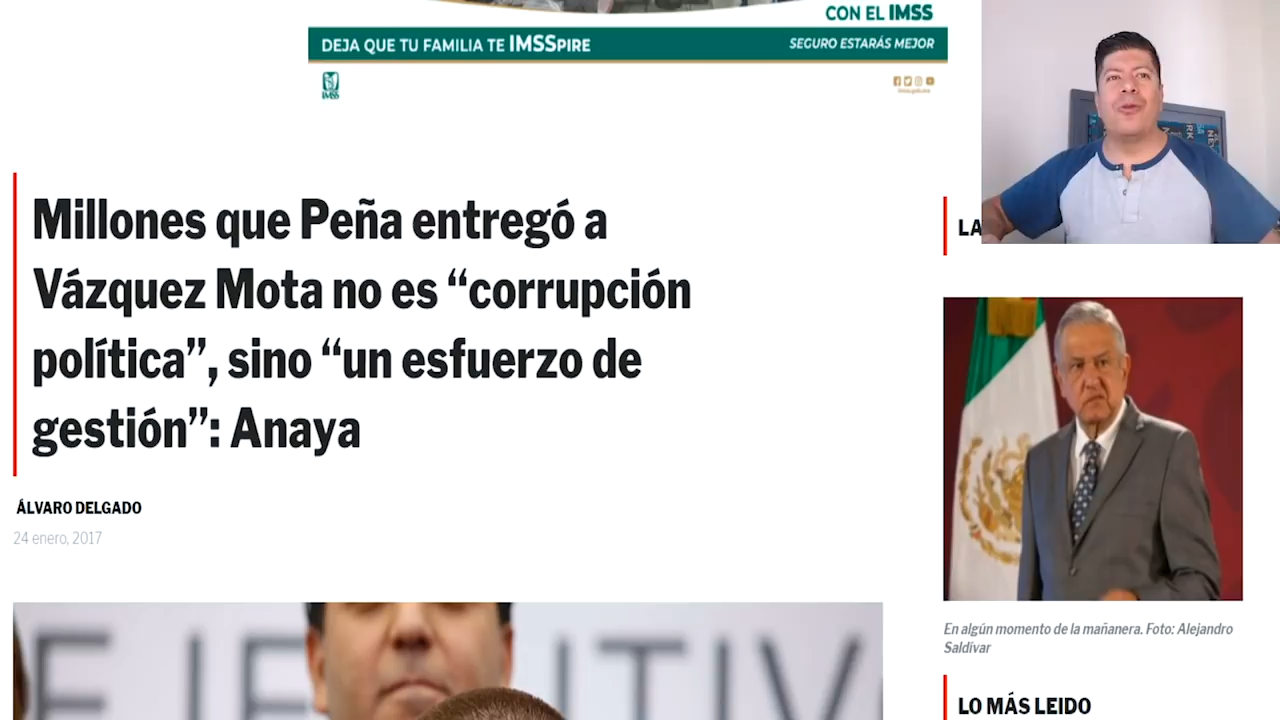 CON EL IMSS
DEJA QUE TU FAMILIA TE IMSSPIRE
SEGURO ESTARÁS MEJOR
IMSS
Millones que Peña entregó a
Vázquez Mota no es “corrupción
política”, sino “un esfuerzo de
gestión”: Anaya
ÁLVARO DELGADO
24 enero, 2017
LA
En algún momento de la mañanera. Foto: Alejandro
Saldívar
LO MÁS LEIDO